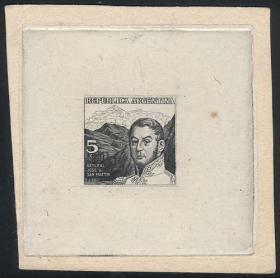 REPUBLICA ARGENTINA
5
GENERAL
JOSE DE
SAN MARTIN